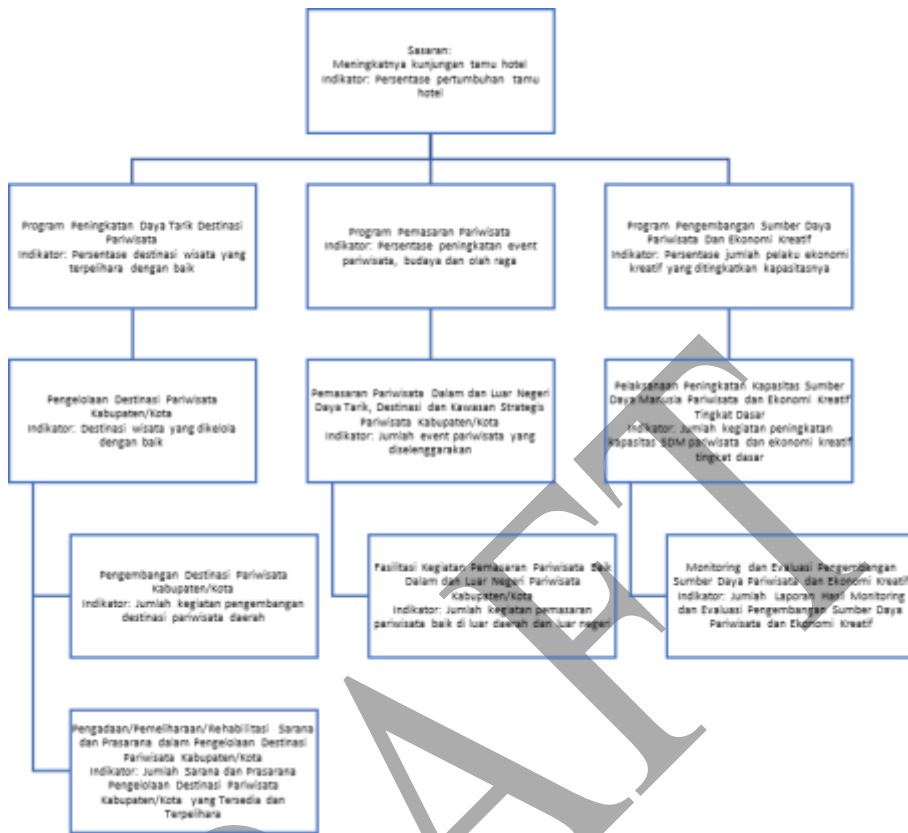 Sasaran:
Meningkatnya kunjungan tamu hotel
Indikator: Persentase pertumbuhan tamu
hotel
Program Peningkatan Daya Tarik Destinasi
Pariwisata
Indikator: Persentase destinasi wisata yang
terpelihara dengan baik
Program Pemasaran Pariwisata
Indikator: Persentase peningkatan event
pariwisata, budaya dan olah raga
Program Pengembangan Sumber Daya
Pariwisata Dan Ekonomi Kreatif
Indikator: Persentase jumlah pelaku ekonomi
kreatif yang ditingkatkan kapasitasnya
Pengelolaan Destinasi Pariwisata
Kabupaten/Kota
Indikator: Destinasi wisata yang dikelola
dengan baik
Pemasaran Pariwisata Dalam dan Luar Negeri
Daya Tarik, Destinasi dan Kawasan Strategis
Pariwisata Kabupaten/Kota
Indikator: Jumlah event pariwisata yang
diselenggarakan
Pelaksanaan Peningkatan Kapasitas Sumber
Daya Manusia Pariwisata dan Ekonomi Kreatif
Tingkat Dasar
Indikator: Jumlah kegiatan peningkatan
kapasitas SDM pariwisata dan ekonomi kreatif
tingkat dasar
Pengembangan Destinasi Pariwisata
Kabupaten/Kota
Indikator: Jumlah kegiatan pengembangan
destinasi pariwisata daerah
Fasilitasi Kegiatan Pemasaran Pariwisata Baik
Dalam dan Luar Negeri Pariwisata
Kabupaten/Kota
Indikator: Jumlah kegiatan pemasaran
pariwisata baik di luar daerah dan luar negeri
Monitoring dan Evaluasi Pengembangan
Sumber Daya Pariwisata dan Ekonomi Kreatif
Indikator: Jumlah Laporan Hasil Monitoring
dan Evaluasi Pengembangan Sumber Daya
Pariwisata dan Ekonomi Kreatif
Pengadaan/Pemeliharaan/Rehabilitasi Sarana
dan Prasarana dalam Pengelolaan Destinasi
Pariwisata Kabupaten/Kota
Indikator: Jumlah Sarana dan Prasarana
Pengelolaan Destinasi Pariwisata
Kabupaten/Kota yang Tersedia dan
Terpelihara